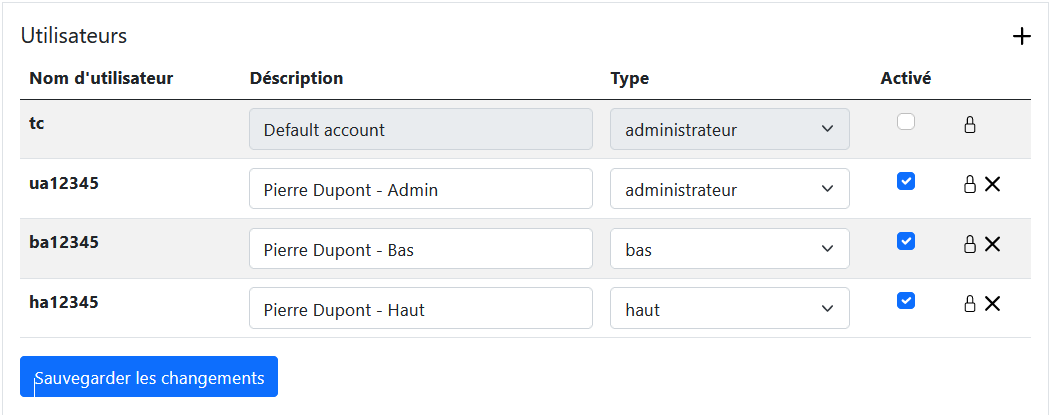 Utilisateurs
Nom d'utilisateur Déscription Type Activé
tc Default account administrateur
ua12345 Pierre Dupont - Admin administrateur
ba12345 Pierre Dupont - Bas bas
ha12345 Pierre Dupont - Haut haut
Sauvegarder les changements